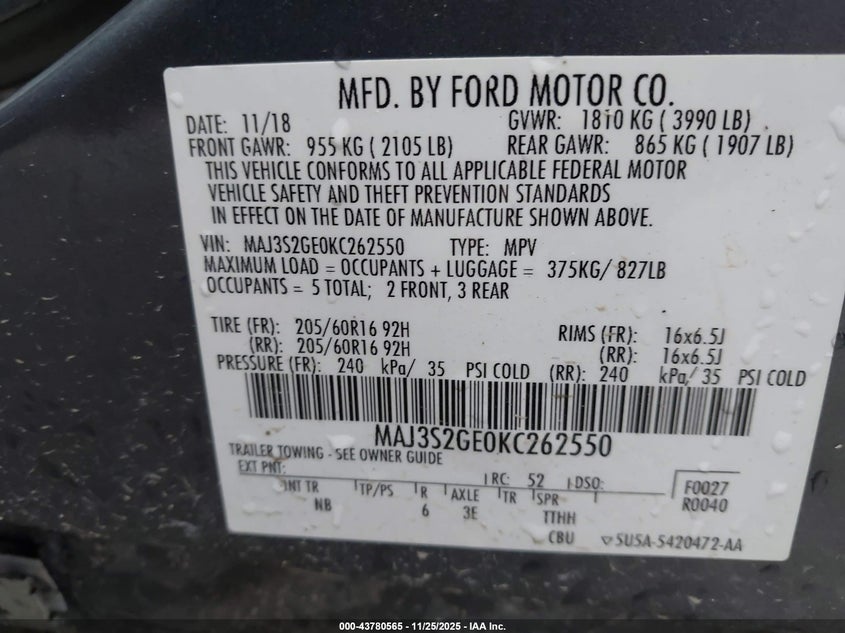 MFD. BY FORD MOTOR CO.
DATE: 11/18 GVWR: 1810 KG ( 3990 LB)
FRONT GAWR: 955 KG ( 2105 LB) REAR GAWR: 865 KG ( 1907 LB)
THIS VEHICLE CONFORMS TO ALL APPLICABLE FEDERAL MOTOR
VEHICLE SAFETY AND THEFT PREVENTION STANDARDS
IN EFFECT ON THE DATE OF MANUFACTURE SHOWN ABOVE.
VIN: MAJ3S2GE0KC262550 TYPE: MPV
MAXIMUM LOAD = OCCUPANTS + LUGGAGE = 375KG/ 827LB
OCCUPANTS = 5 TOTAL; 2 FRONT, 3 REAR
TIRE (FR): 205/60R16 92H RIMS (FR): 16x6.5J
(RR): 205/60R16 92H (RR): 16x6.5J
PRESSURE (FR): 240 kPa/ 35 PSI COLD (RR): 240 kPa/ 35 PSI COLD
MAJ3S2GE0KC262550
TRAILER TOWING - SEE OWNER GUIDE
EXT PNT: RC: 52 DSO: F0027
INT TR TP/PS R AXLE TR SPR R0040
NB 6 3E TTHH
CBU 5U5A-5420472-AA
000-43780565 - 11/25/2025 - IAA Inc.